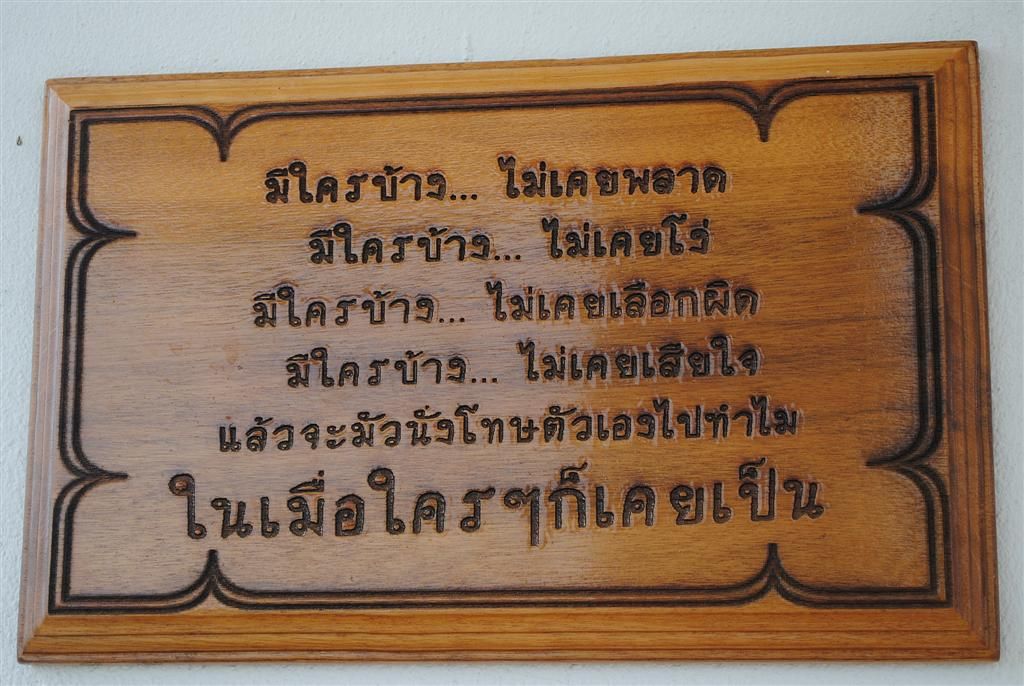 มีใครบ้าง... ไม่เคยพลาด
มีใครบ้าง... ไม่เคยโง่
มีใครบ้าง... ไม่เคยเลือกผิด
มีใครบ้าง... ไม่เคยเสียใจ
แล้วจะมัวนั่งโทษตัวเองไปทำไม
ในเมื่อใครๆก็เคยเป็น